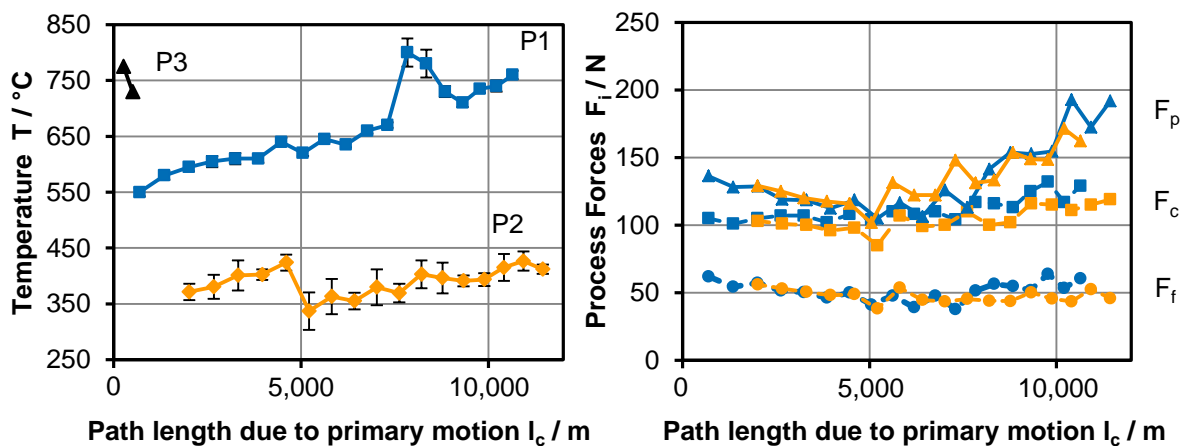 850
750
650
550
450
350
250
Temperature T / °C
P3
P1
P2
0
5,000
10,000
Path length due to primary motion l_c / m
250
200
150
100
50
0
Process Forces F_i / N
F_p
F_c
F_f
0
5,000
10,000
Path length due to primary motion l_c / m